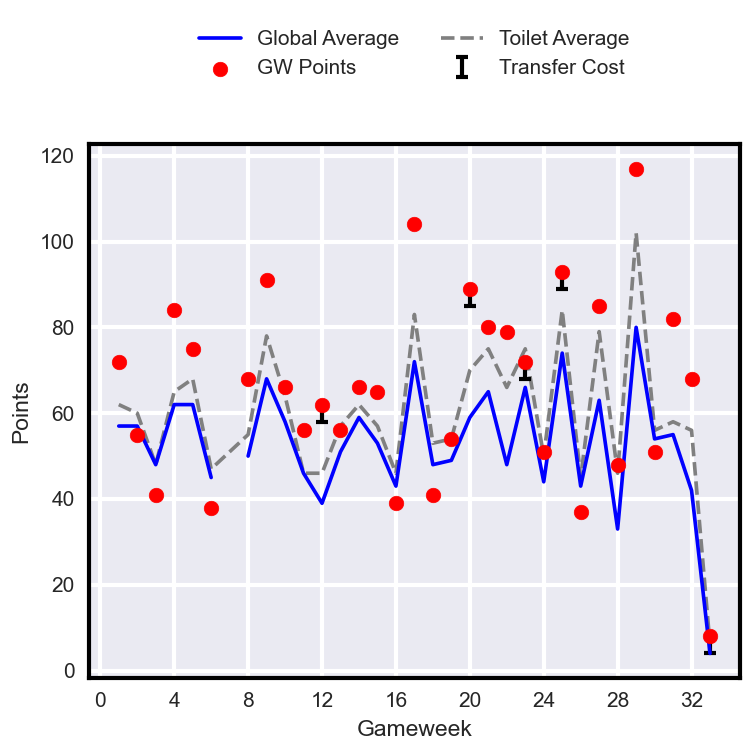 Global Average
Toilet Average
GW Points
Transfer Cost
120
100
80
60
40
20
0
Points
0 4 8 12 16 20 24 28 32
Gameweek